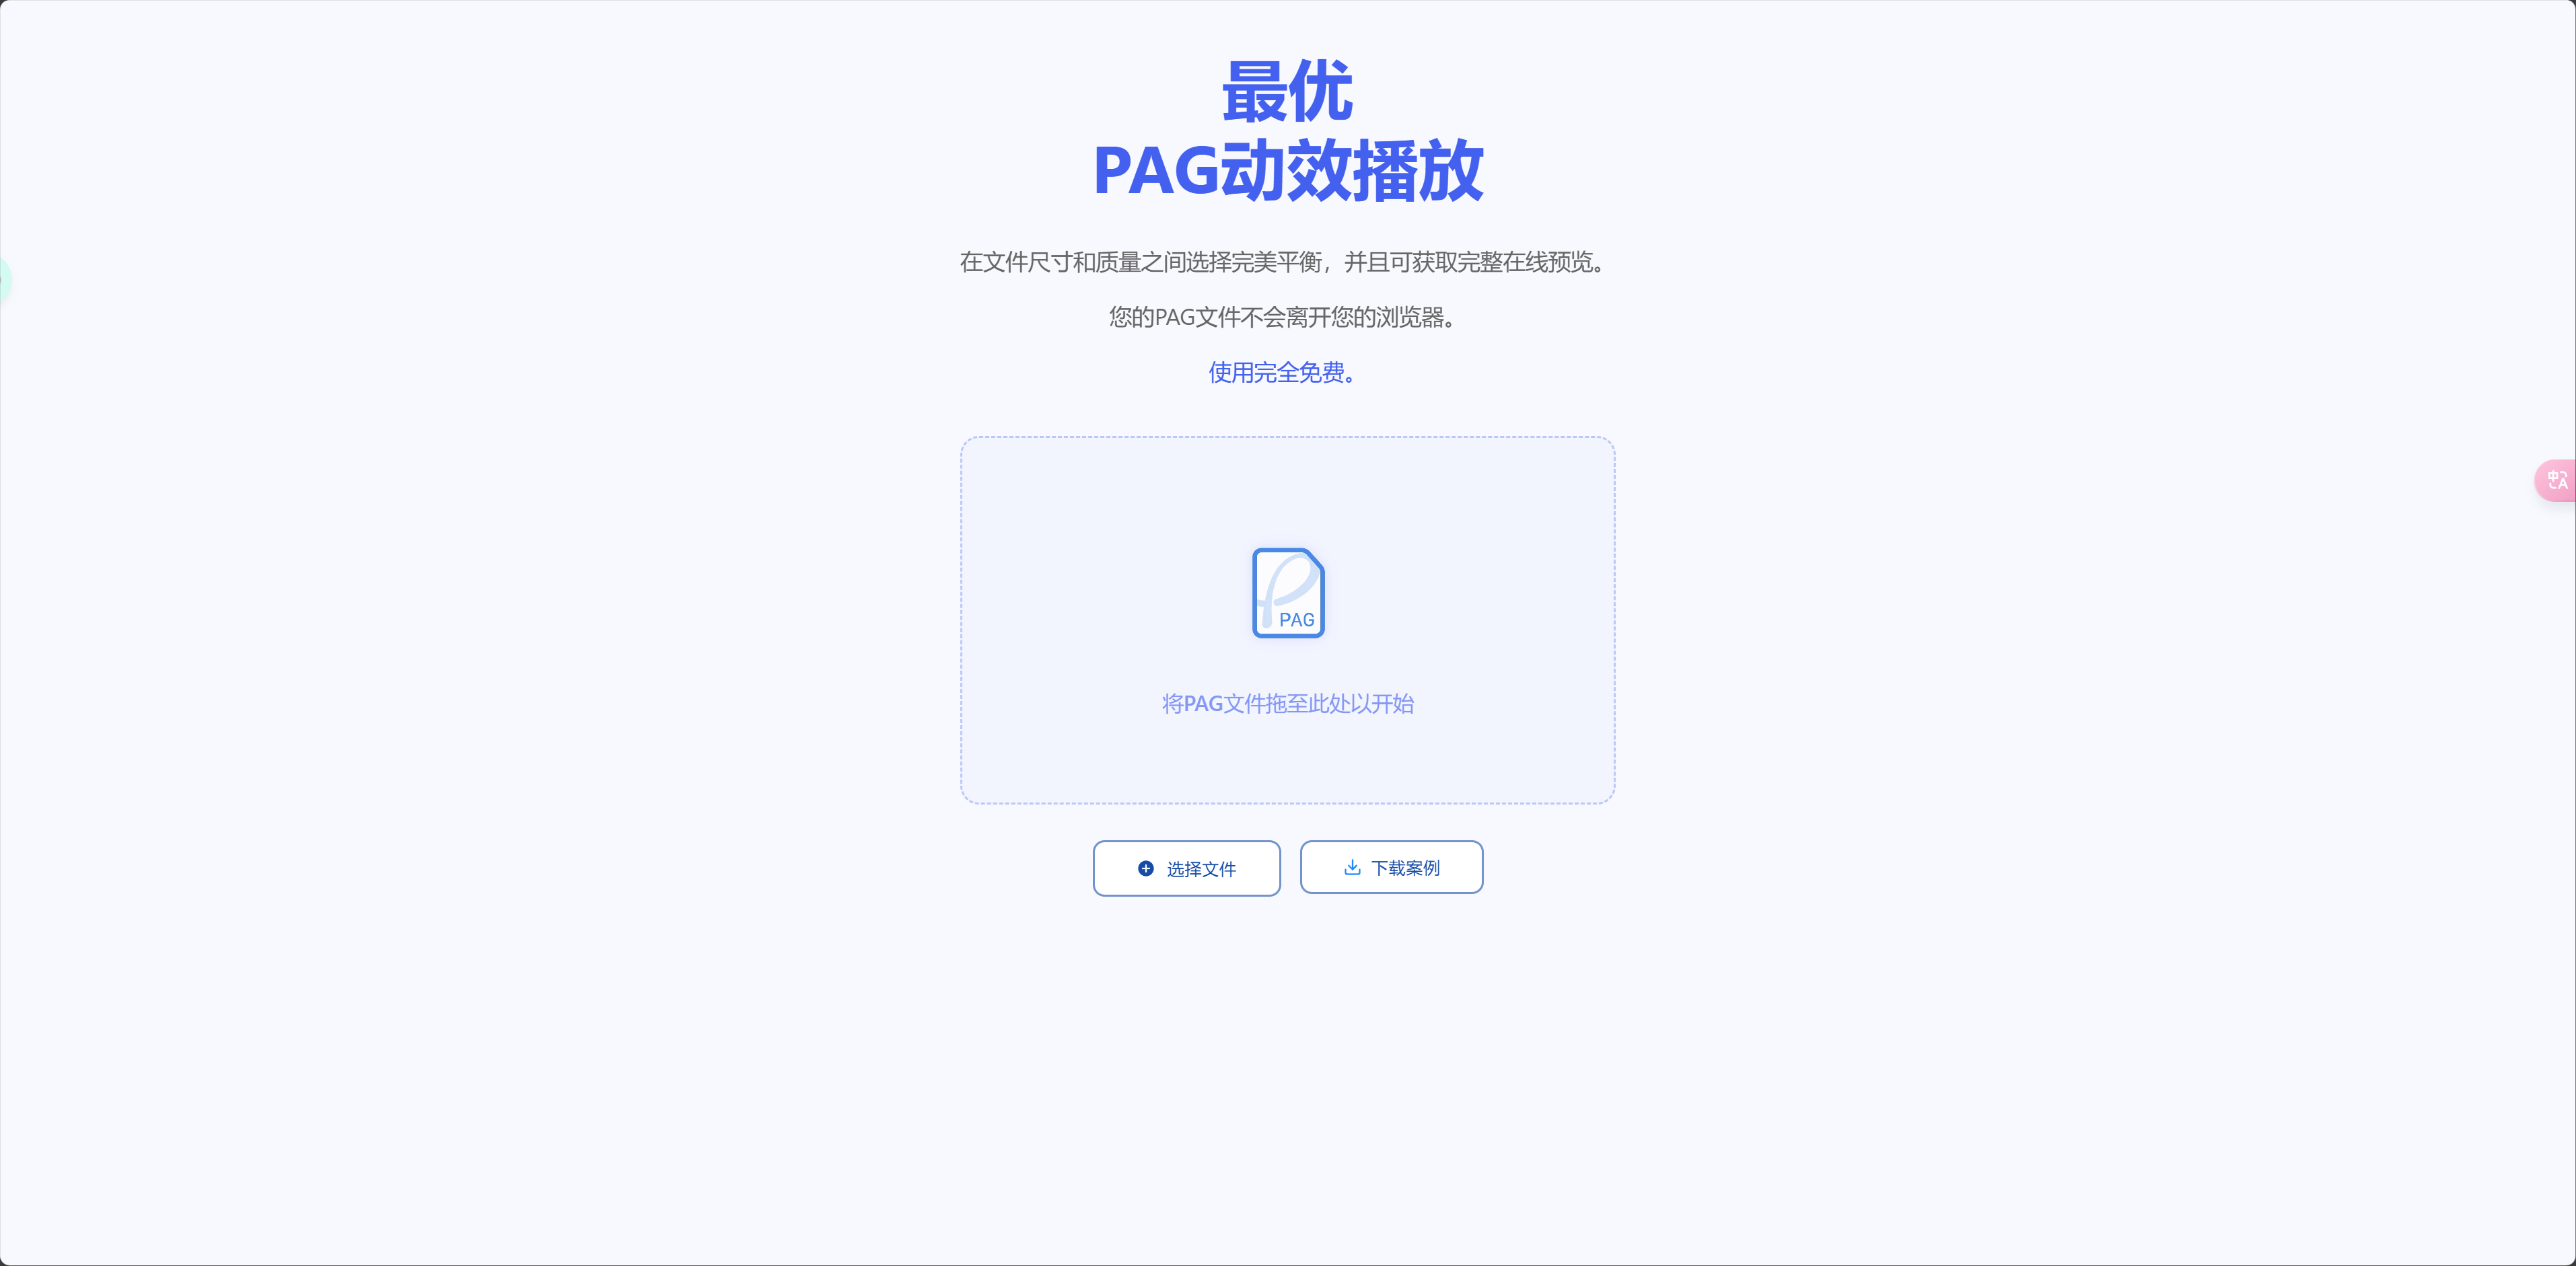 最优
PAG动效播放
在文件尺寸和质量之间选择完美平衡，并且可获取完整在线预览。
您的PAG文件不会离开您的浏览器。
使用完全免费。
PAG
将PAG文件拖至此处以开始
选择文件
下载案例
中A